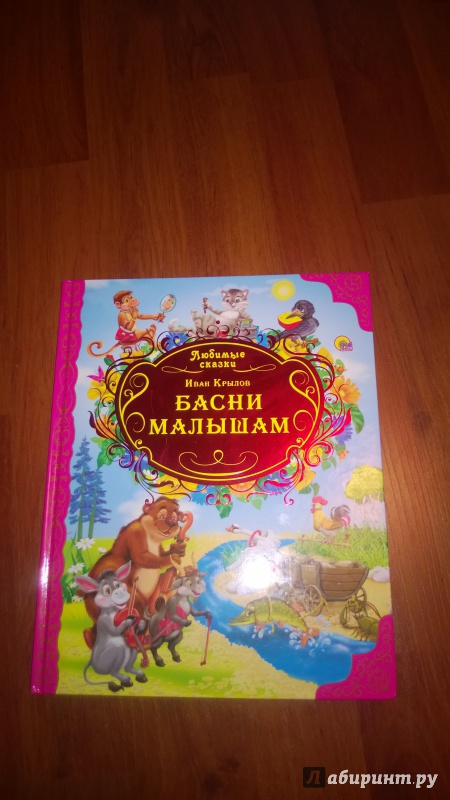 Любимые
сказки
Иван Крылов
БАСНИ
МАЛЫШАМ
Лабиринт.ру